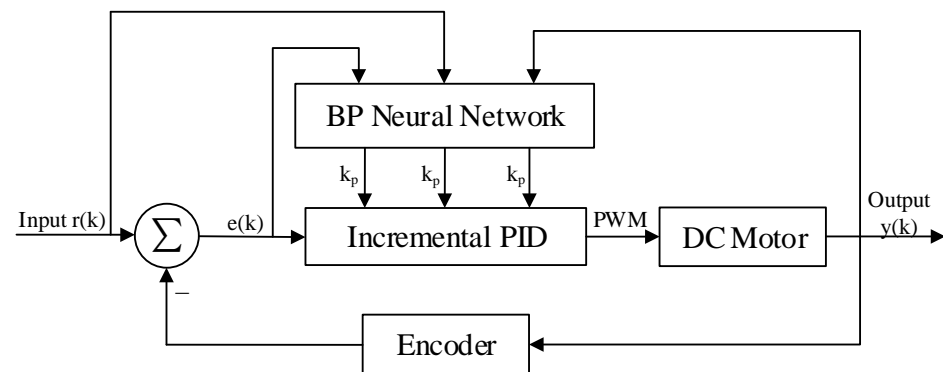 BP Neural Network
k_p
k_p
k_p
Input r(k)
Σ
e(k)
Incremental PID
PWM
DC Motor
Output
y(k)
−
Encoder